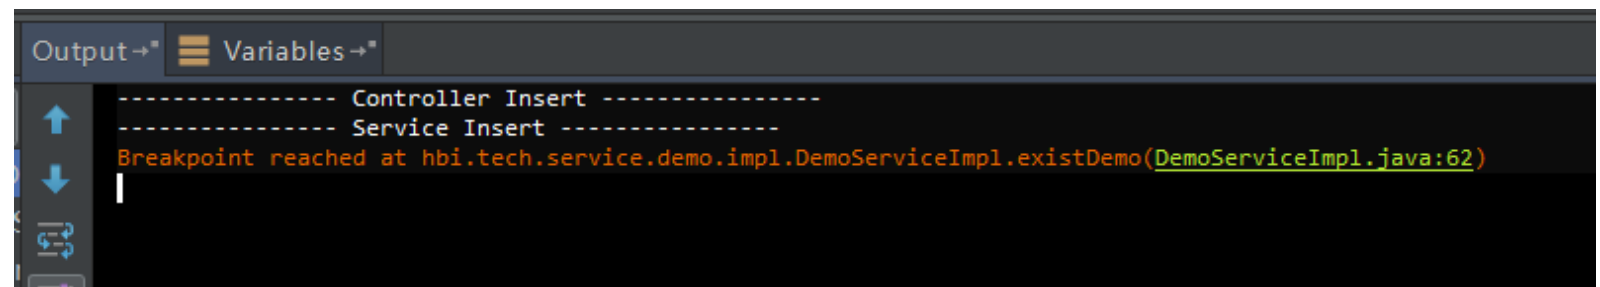 Output Variables
---------------- Controller Insert ----------------
---------------- Service Insert ----------------
Breakpoint reached at hbi.tech.service.demo.impl.DemoServiceImpl.existDemo(DemoServiceImpl.java:62)